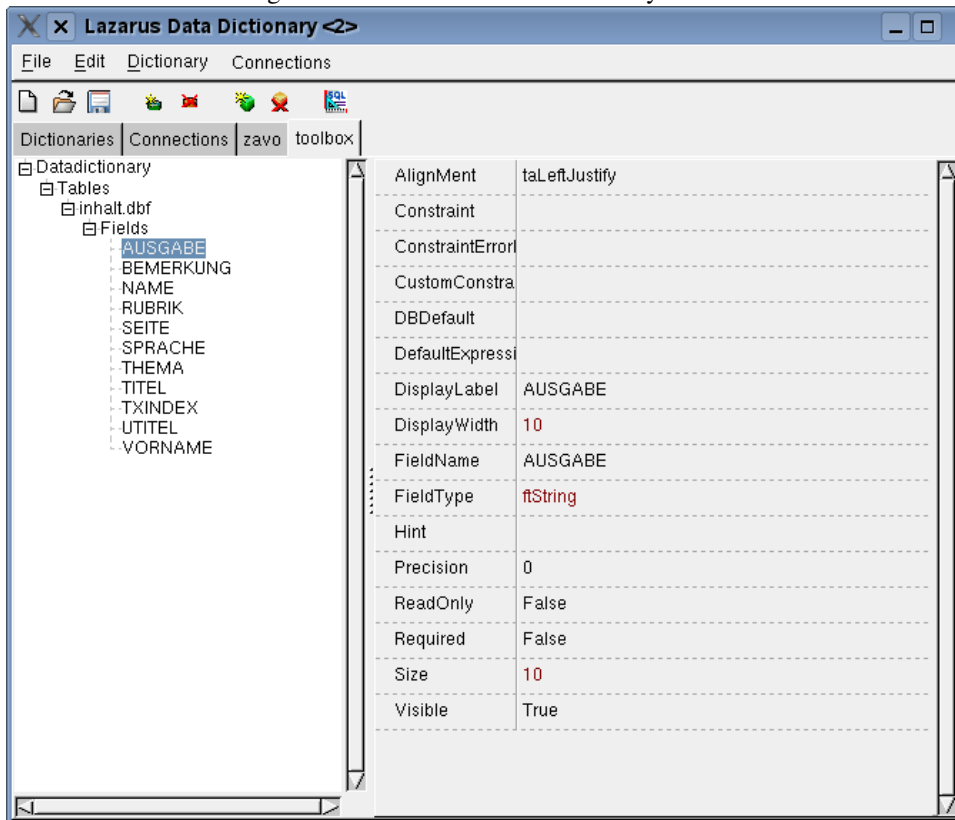 Lazarus Data Dictionary <2>
File Edit Dictionary Connections
SQL
Dictionaries Connections zavo toolbox
Datadictionary
Tables
inhalt.dbf
Fields
AUSGABE
BEMERKUNG
NAME
RUBRIK
SEITE
SPRACHE
THEMA
TITEL
TXINDEX
UTITEL
VORNAME
AlignMent taLeftJustify
Constraint
ConstraintErrorl
CustomConstra
DBDefault
DefaultExpressi
DisplayLabel AUSGABE
DisplayWidth 10
FieldName AUSGABE
FieldType ftString
Hint
Precision 0
ReadOnly False
Required False
Size 10
Visible True